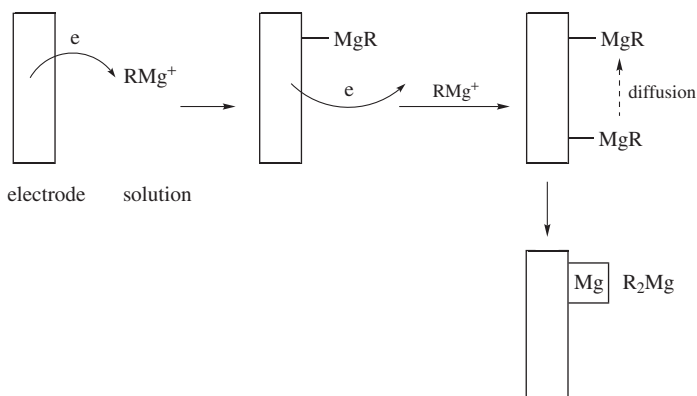 e
RMg⁺
electrode solution
MgR
e
RMg⁺
MgR
diffusion
MgR
Mg R₂Mg